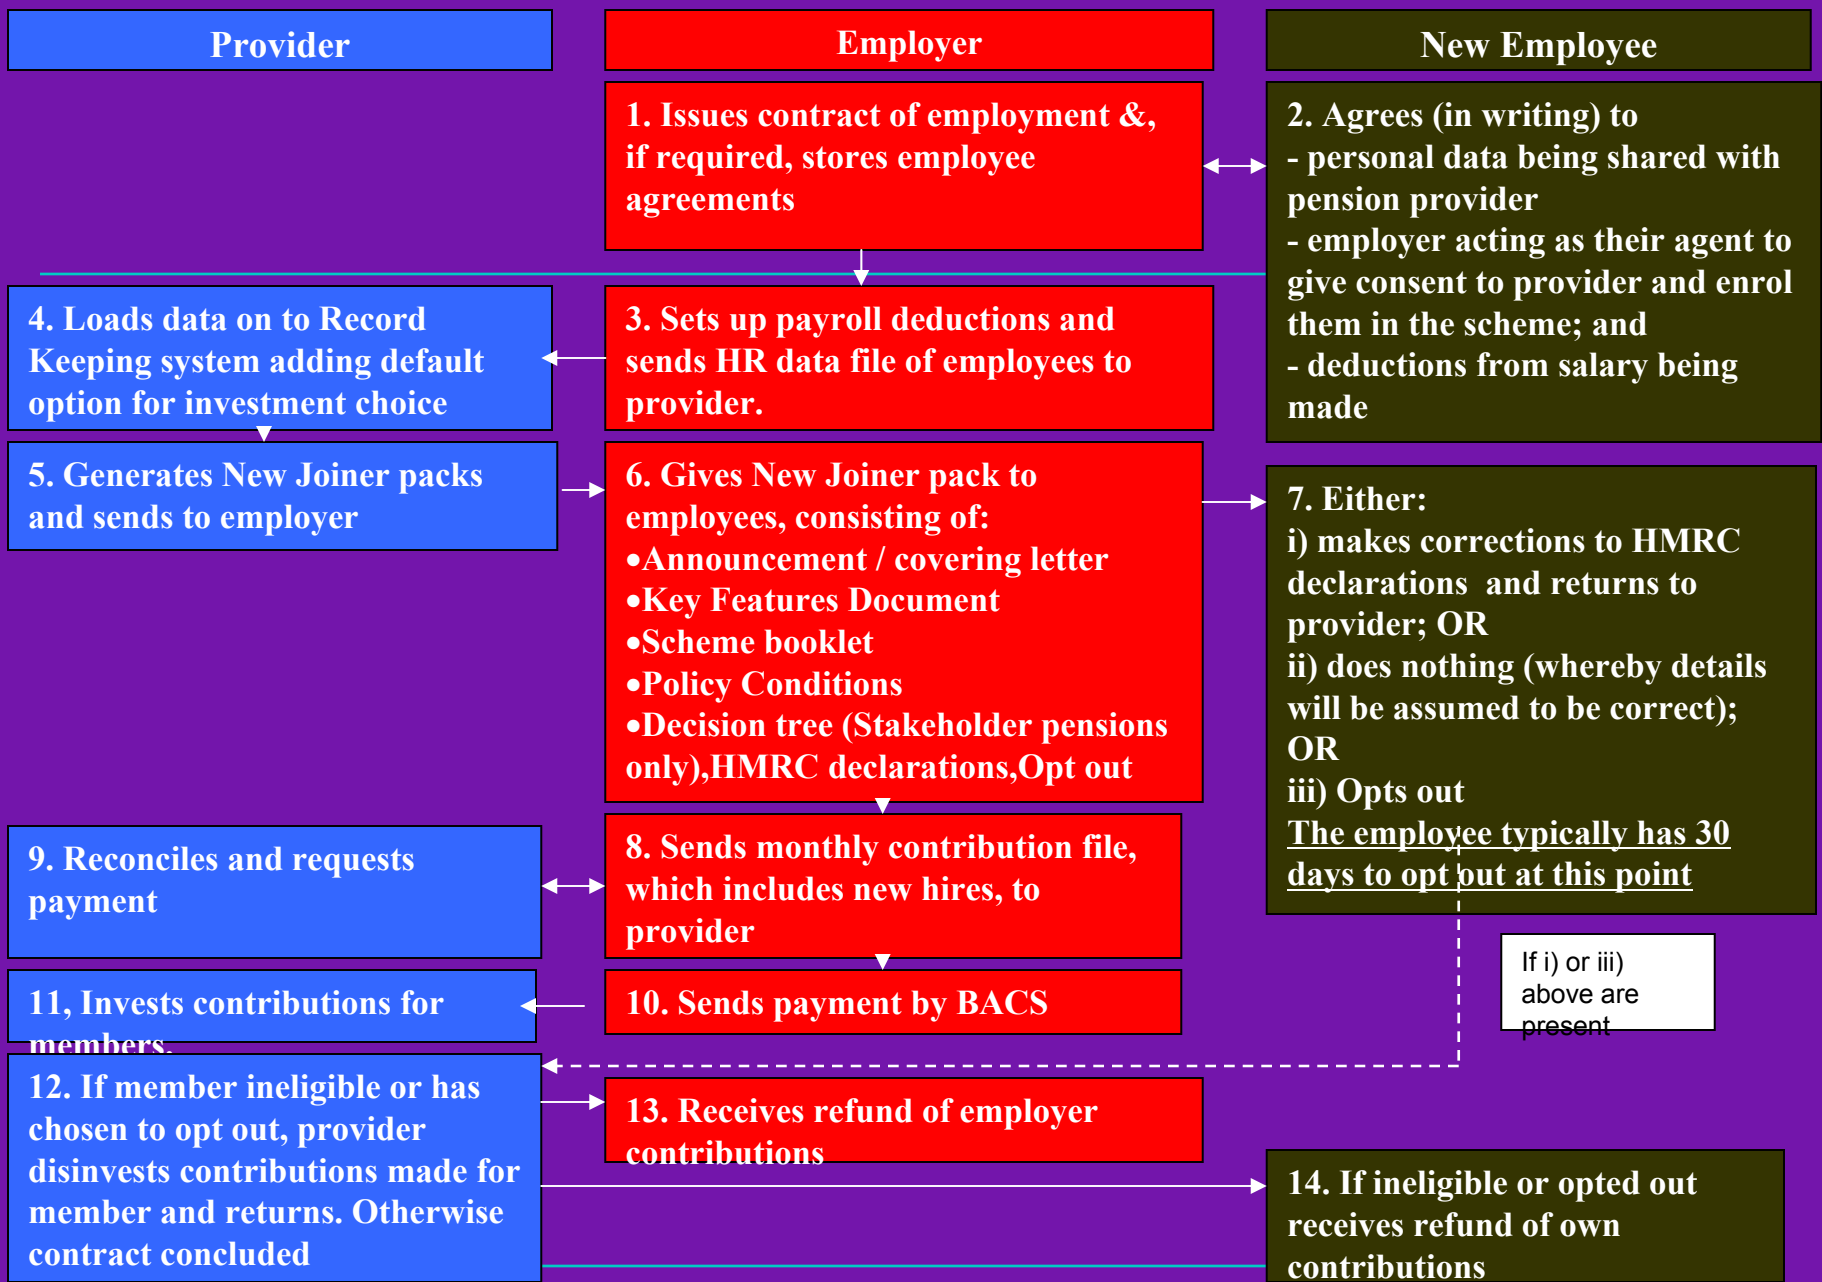 Provider
Employer
New Employee
1. Issues contract of employment &,
if required, stores employee
agreements
2. Agrees (in writing) to
- personal data being shared with
pension provider
- employer acting as their agent to
give consent to provider and enrol
them in the scheme; and
- deductions from salary being
made
3. Sets up payroll deductions and
sends HR data file of employees to
provider.
4. Loads data on to Record
Keeping system adding default
option for investment choice
5. Generates New Joiner packs
and sends to employer
6. Gives New Joiner pack to
employees, consisting of:
•Announcement / covering letter
•Key Features Document
•Scheme booklet
•Policy Conditions
•Decision tree (Stakeholder pensions
only),HMRC declarations,Opt out
7. Either:
i) makes corrections to HMRC
declarations  and returns to
provider; OR
ii) does nothing (whereby details
will be assumed to be correct);
OR
iii) Opts out
The employee typically has 30
days to opt out at this point
8. Sends monthly contribution file,
which includes new hires, to
provider
9. Reconciles and requests
payment
If i) or iii)
above are
present
10. Sends payment by BACS
11, Invests contributions for
members.
12. If member ineligible or has
chosen to opt out, provider
disinvests contributions made for
member and returns. Otherwise
contract concluded
13. Receives refund of employer
contributions
14. If ineligible or opted out
receives refund of own
contributions